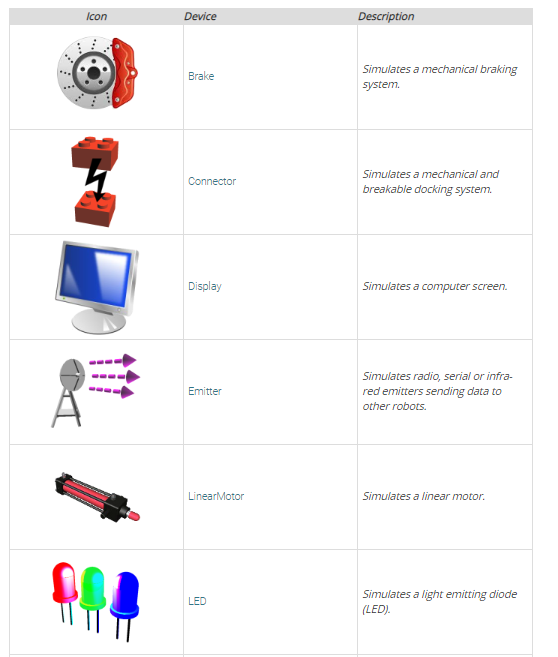 Icon Device Description
Brake
Simulates a mechanical braking
system.
Connector
Simulates a mechanical and
breakable docking system.
Display
Simulates a computer screen.
Emitter
Simulates radio, serial or infra-
red emitters sending data to
other robots.
LinearMotor
Simulates a linear motor.
LED
Simulates a light emitting diode
(LED).